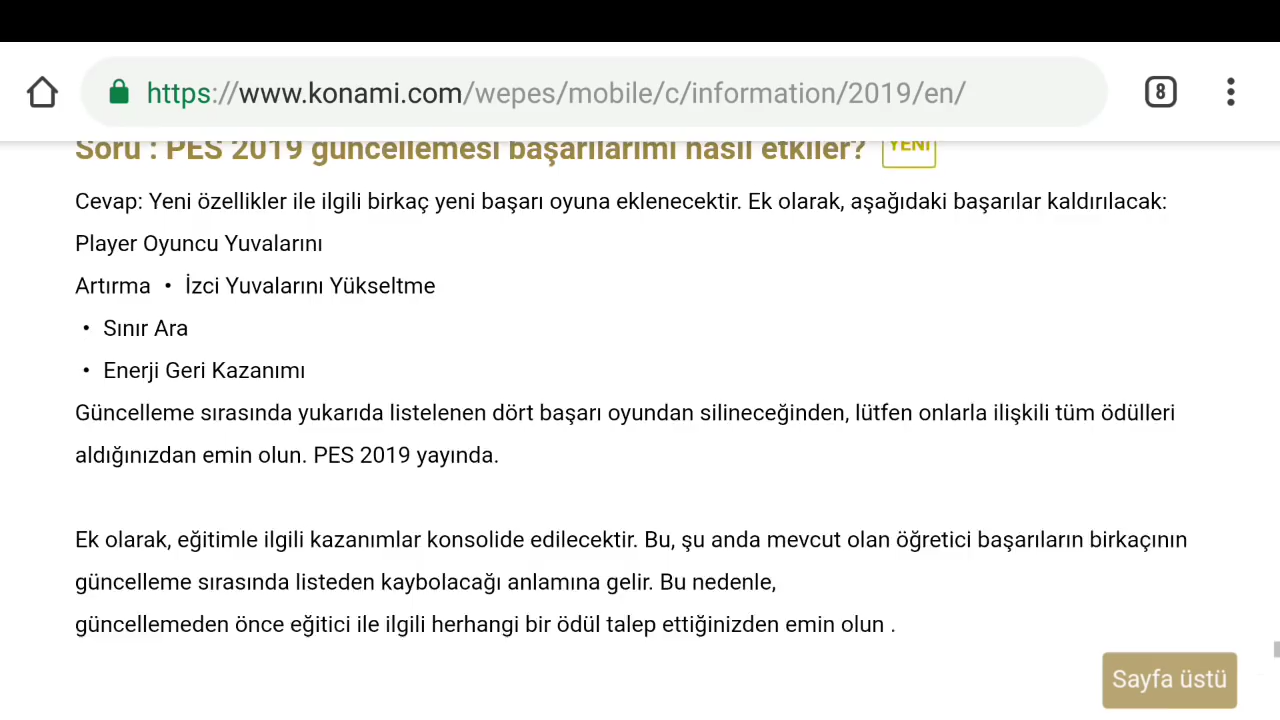 https://www.konami.com/wepes/mobile/c/information/2019/en/
8
Soru : PES 2019 güncellemesi başarılarımı nasıl etkiler? YENİ
Cevap: Yeni özellikler ile ilgili birkaç yeni başarı oyuna eklenecektir. Ek olarak, aşağıdaki başarılar kaldırılacak:
Player Oyuncu Yuvalarını
Artırma • İzci Yuvalarını Yükseltme
• Sınır Ara
• Enerji Geri Kazanımı
Güncelleme sırasında yukarıda listelenen dört başarı oyundan silineceğinden, lütfen onlarla ilişkili tüm ödülleri
aldığınızdan emin olun. PES 2019 yayında.
Ek olarak, eğitimle ilgili kazanımlar konsolide edilecektir. Bu, şu anda mevcut olan öğretici başarıların birkaçının
güncelleme sırasında listeden kaybolacağı anlamına gelir. Bu nedenle,
güncellemeden önce eğitici ile ilgili herhangi bir ödül talep ettiğinizden emin olun .
Sayfa üstü